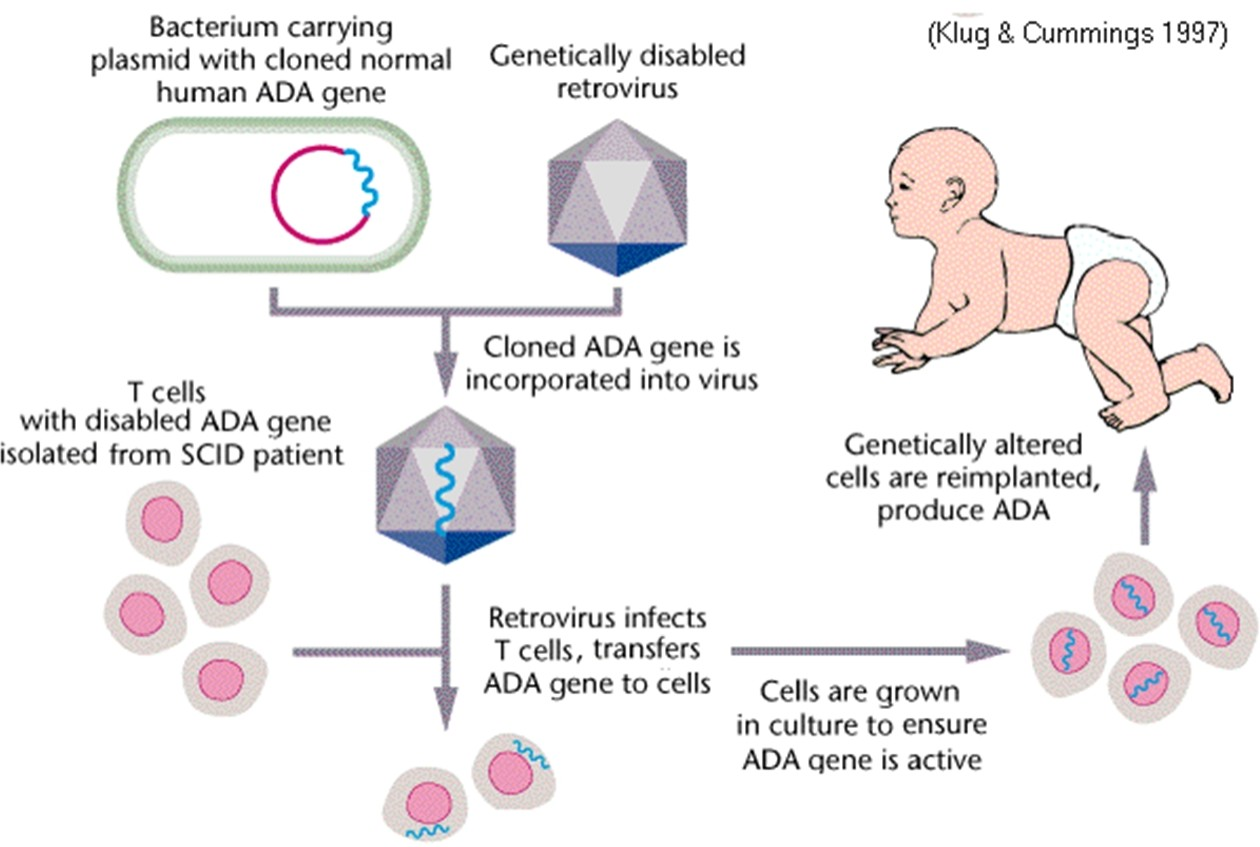 Bacterium carrying
plasmid with cloned normal
human ADA gene
Genetically disabled
retrovirus
(Klug & Cummings 1997)
Cloned ADA gene is
incorporated into virus
T cells
with disabled ADA gene
isolated from SCID patient
Genetically altered
cells are reimplanted,
produce ADA
Retrovirus infects
T cells, transfers
ADA gene to cells
Cells are grown
in culture to ensure
ADA gene is active